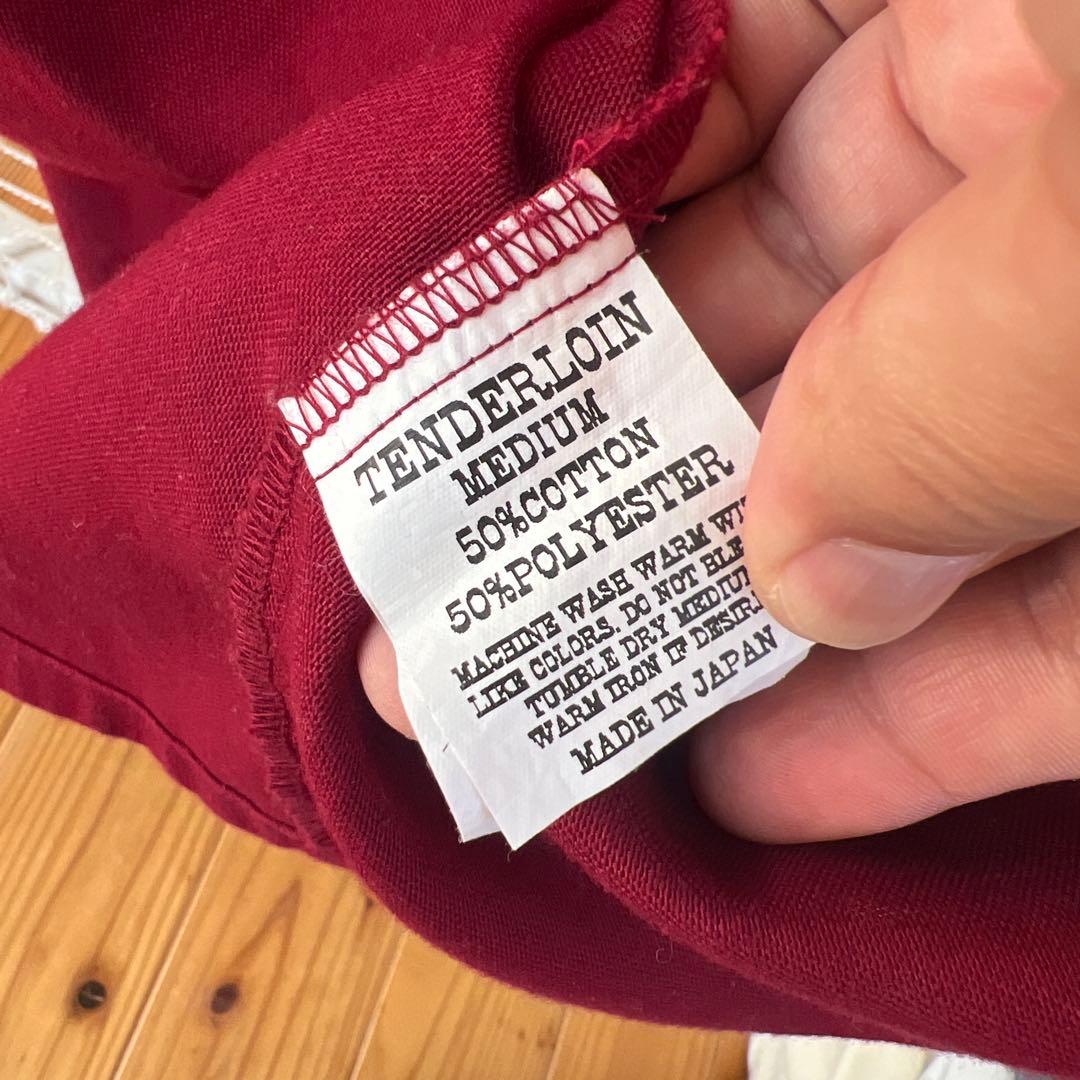 TENDERLOIN
MEDIUM
50%COTTON
50%POLYESTER
MACHINE WASH WARM
LIKE COLORS. DO NOT
TUMBLE DRY
WARM IRON IF
MADE IN JAPAN